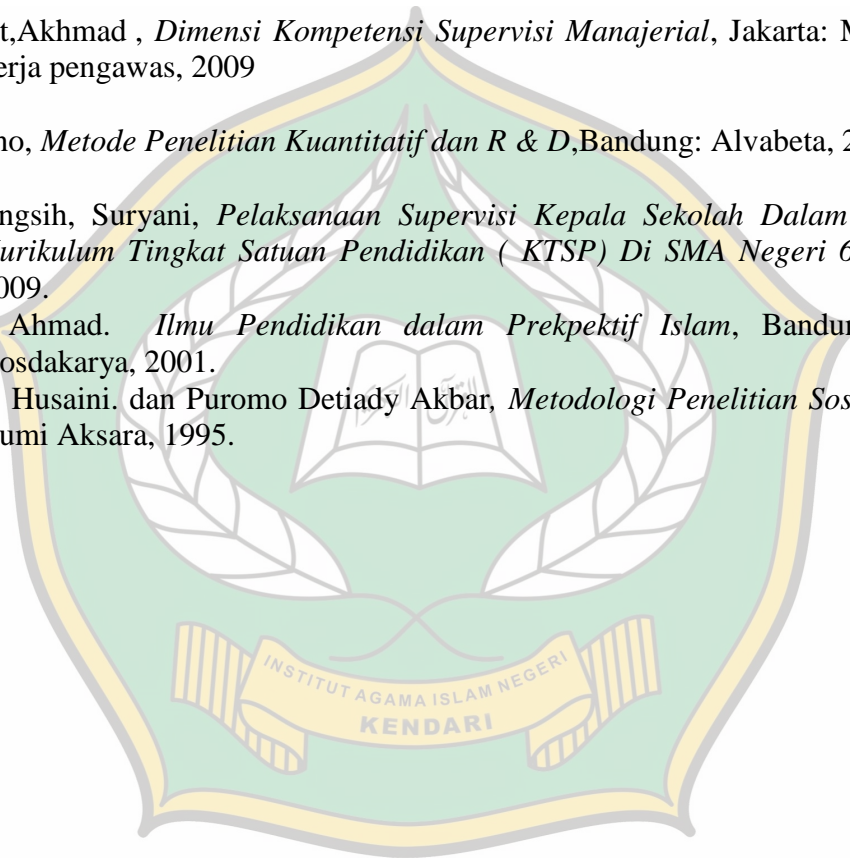 t,Akhmad , Dimensi Kompetensi Supervisi Manajerial, Jakarta: M
erja pengawas, 2009
no, Metode Penelitian Kuantitatif dan R & D,Bandung: Alvabeta, 2
ngsih, Suryani, Pelaksanaan Supervisi Kepala Sekolah Dalam
urikulum Tingkat Satuan Pendidikan ( KTSP) Di SMA Negeri 6
009.
Ahmad. Ilmu Pendidikan dalam Prekpektif Islam, Bandun
osdakarya, 2001.
Husaini. dan Puromo Detiady Akbar, Metodologi Penelitian Sos
umi Aksara, 1995.
INSTITUT AGAMA ISLAM NEGERI
KENDARI